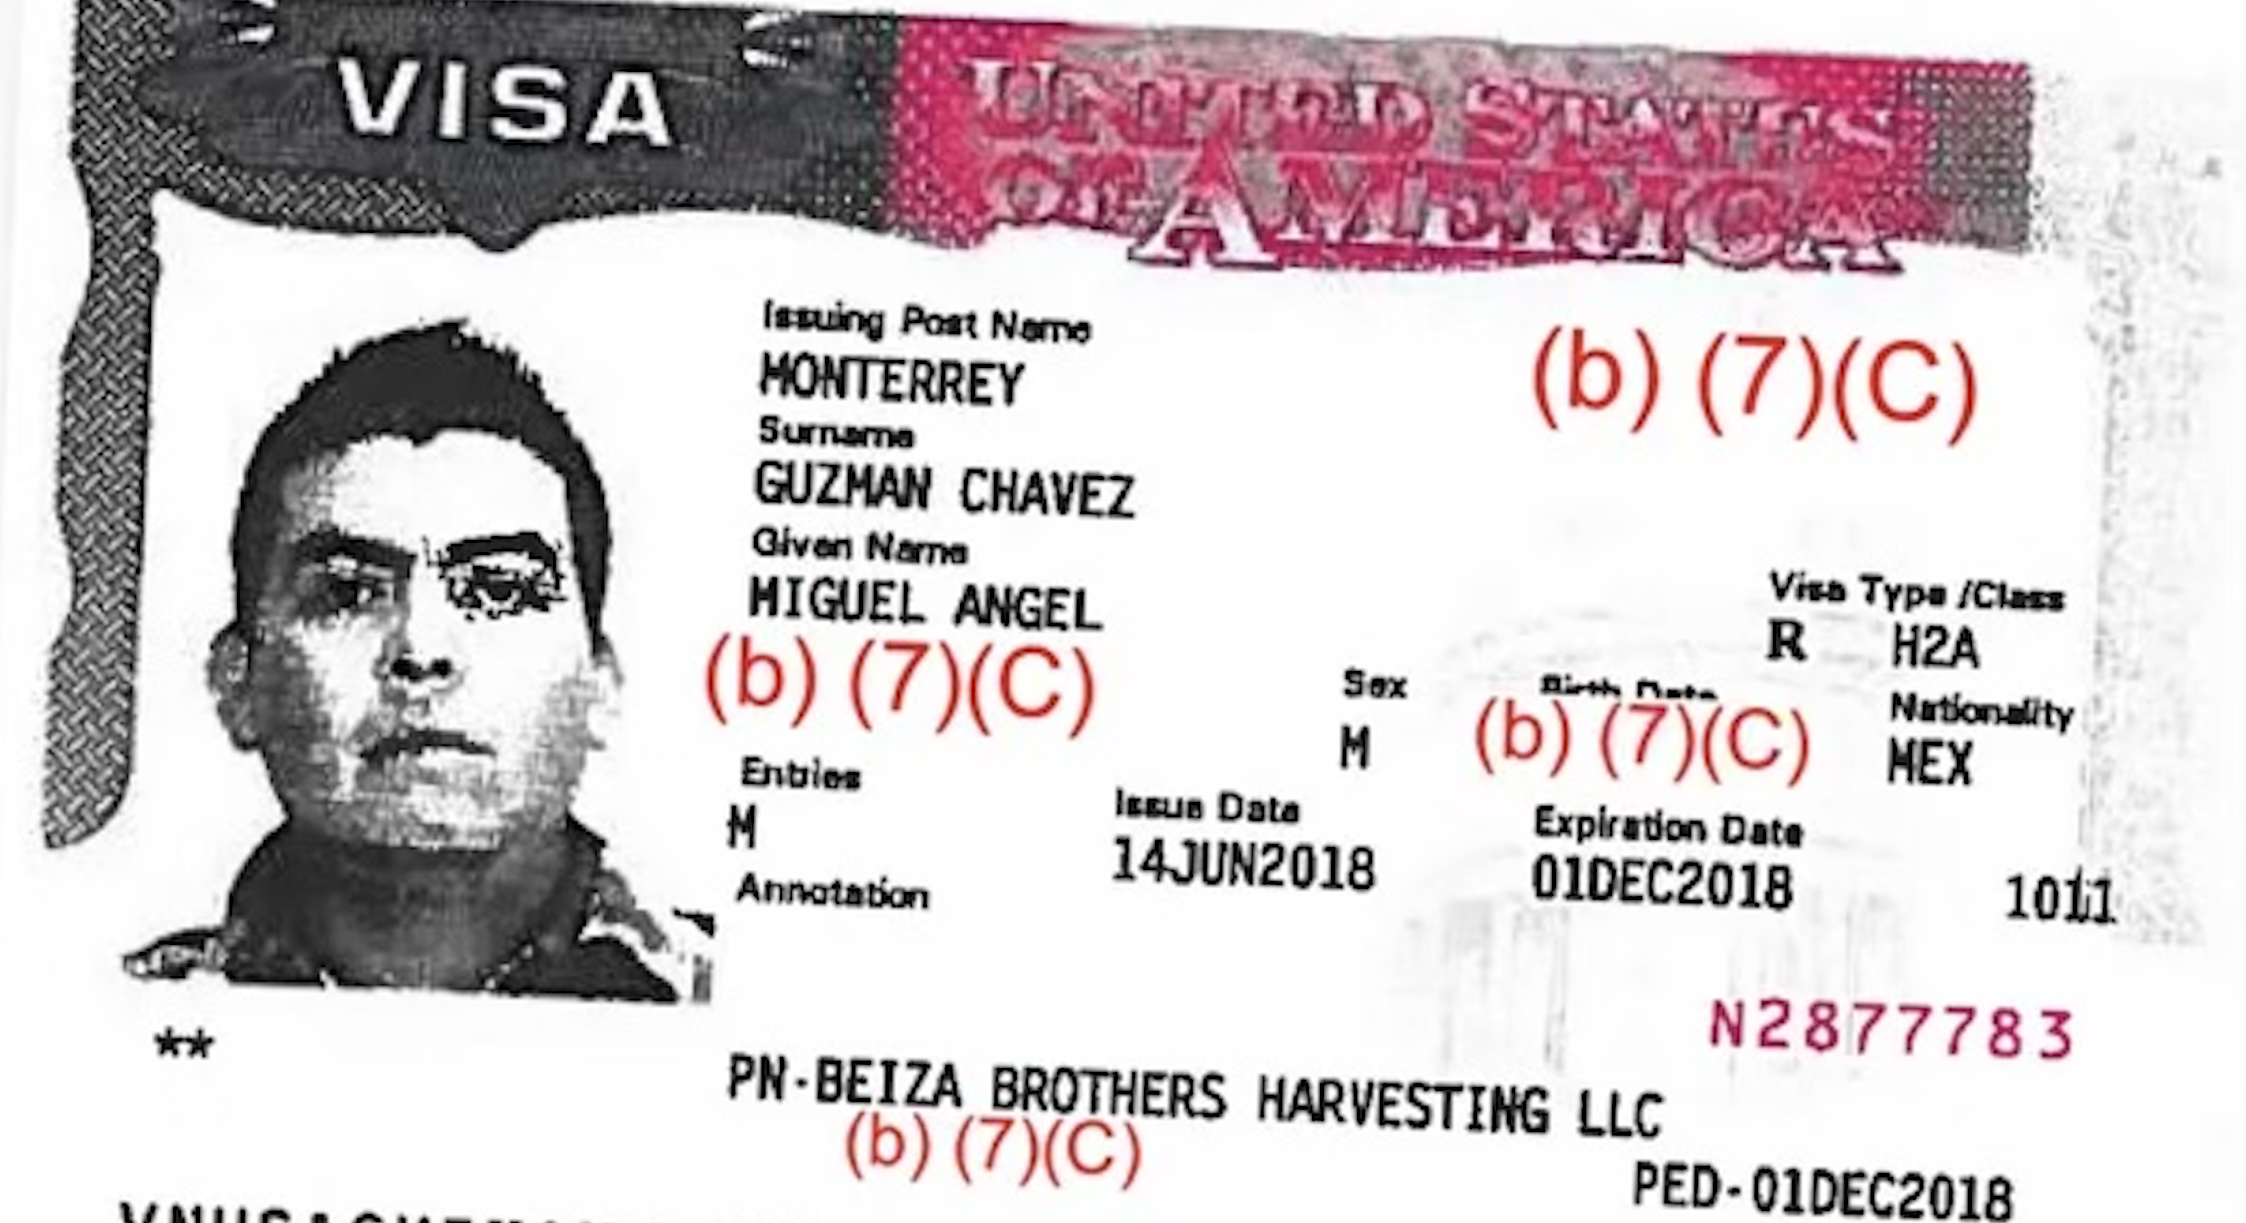 VISA
UNITED STATES
OF AMERICA
Issuing Post Name
MONTERREY
(b) (7)(C)
Surname
GUZMAN CHAVEZ
Given Name
MIGUEL ANGEL
(b) (7)(C)
Visa Type /Class
R H2A
Sex
M
Birth Date
(b) (7)(C)
Nationality
MEX
Entries
M
Issue Date
14JUN2018
Expiration Date
01DEC2018
1011
Annotation
N2877783
**
PN-BEIZA BROTHERS HARVESTING LLC
(b) (7)(C)
PED-01DEC2018